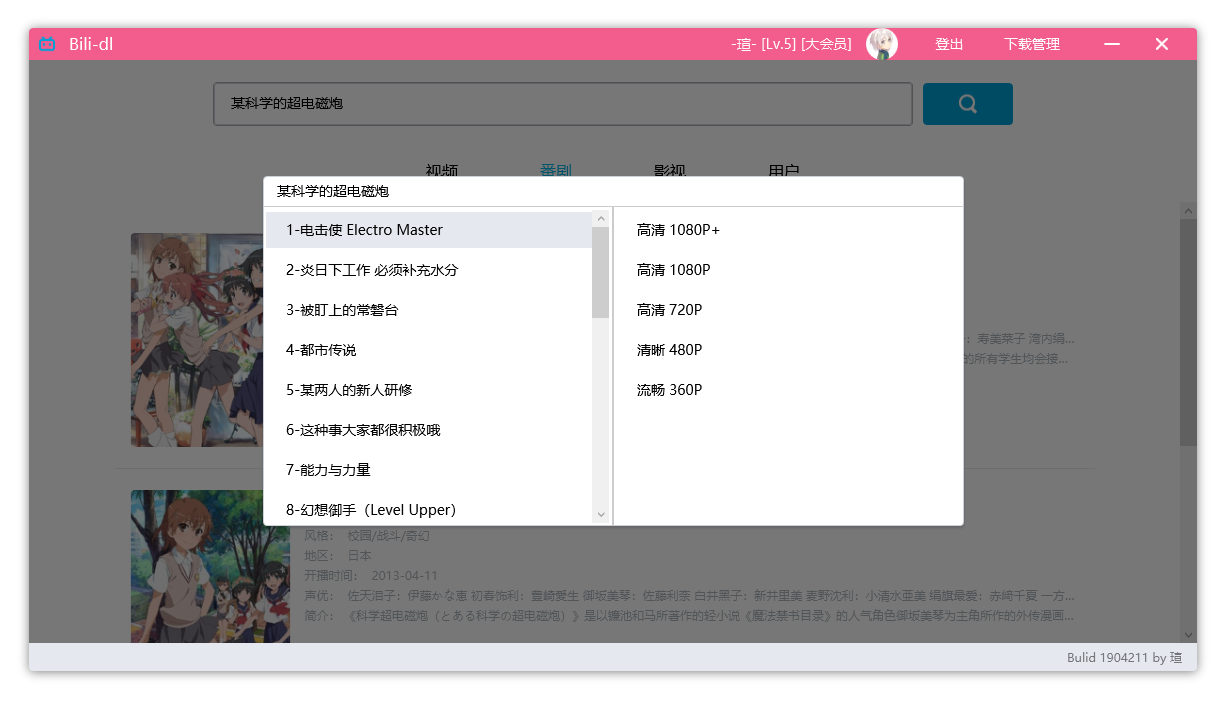 Bili-dl
-瑄- [Lv.5] [大会员]
登出
下载管理
某科学的超电磁炮
视频
番剧
影视
用户
某科学的超电磁炮
1-电击使 Electro Master
2-炎日下工作 必须补充水分
3-被盯上的常磐台
4-都市传说
5-某两人的新人研修
6-这种事大家都很积极哦
7-能力与力量
8-幻想御手（Level Upper）
高清 1080P+
高清 1080P
高清 720P
清晰 480P
流畅 360P
：寿美菜子 湾内绢...
的所有学生均会接...
风格： 校园/战斗/奇幻
地区： 日本
开播时间： 2013-04-11
声优： 佐天泪子：伊藤かな恵 初春饰利：豊崎愛生 御坂美琴：佐藤利奈 白井黑子：新井里美 麦野沈利：小清水亜美 绢旗最爱：赤崎千夏 一方...
简介： 《科学超电磁炮（とある科学の超电磁炮）》是以镰池和马所著作的轻小说《魔法禁书目录》的人气角色御坂美琴为主角所作的外传漫画...
Bulid 1904211 by 瑄